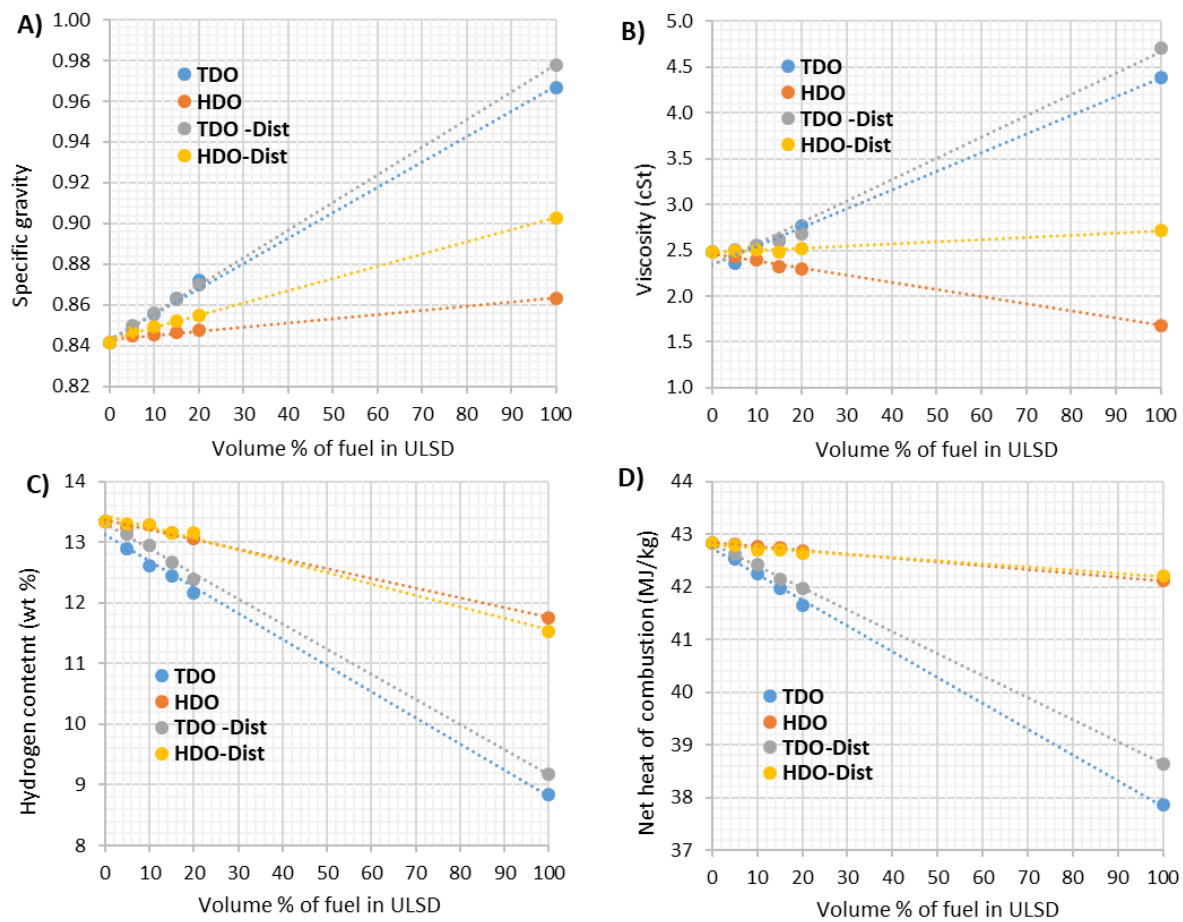 A)
1.00
0.98
0.96
0.94
0.92
0.90
0.88
0.86
0.84
0.82
Specific gravity
TDO
HDO
TDO -Dist
HDO-Dist
0 10 20 30 40 50 60 70 80 90 100
Volume % of fuel in ULSD
B)
5.0
4.5
4.0
3.5
3.0
2.5
2.0
1.5
1.0
Viscosity (cSt)
TDO
HDO
TDO -Dist
HDO-Dist
0 10 20 30 40 50 60 70 80 90 100
Volume % of fuel in ULSD
C)
14
13
12
11
10
9
8
Hydrogen contetnt (wt %)
TDO
HDO
TDO -Dist
HDO-Dist
0 10 20 30 40 50 60 70 80 90 100
Volume % of fuel in ULSD
D)
44
43
42
41
40
39
38
37
Net heat of combustion (MJ/kg)
TDO
HDO
TDO-Dist
HDO-Dist
0 10 20 30 40 50 60 70 80 90 100
Volume % of fuel in ULSD